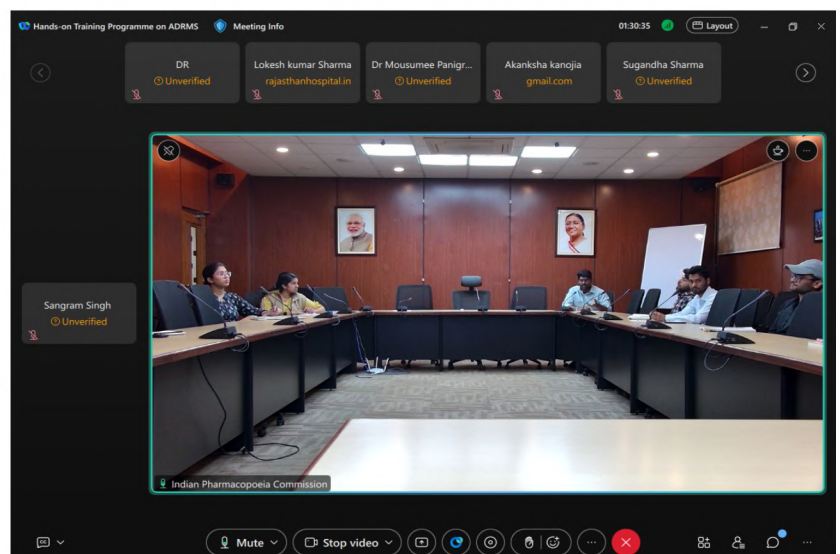 Hands-on Training Programme on ADRMS
Meeting Info
01:30:35
Layout
DR
Unverified
Lokesh kumar Sharma
rajasthanhospital.in
Dr Mousumee Panigr...
Unverified
Akanksha kanojia
gmail.com
Sugandha Sharma
Unverified
Sangram Singh
Unverified
Indian Pharmacopoeia Commission
CC
Mute
Stop video